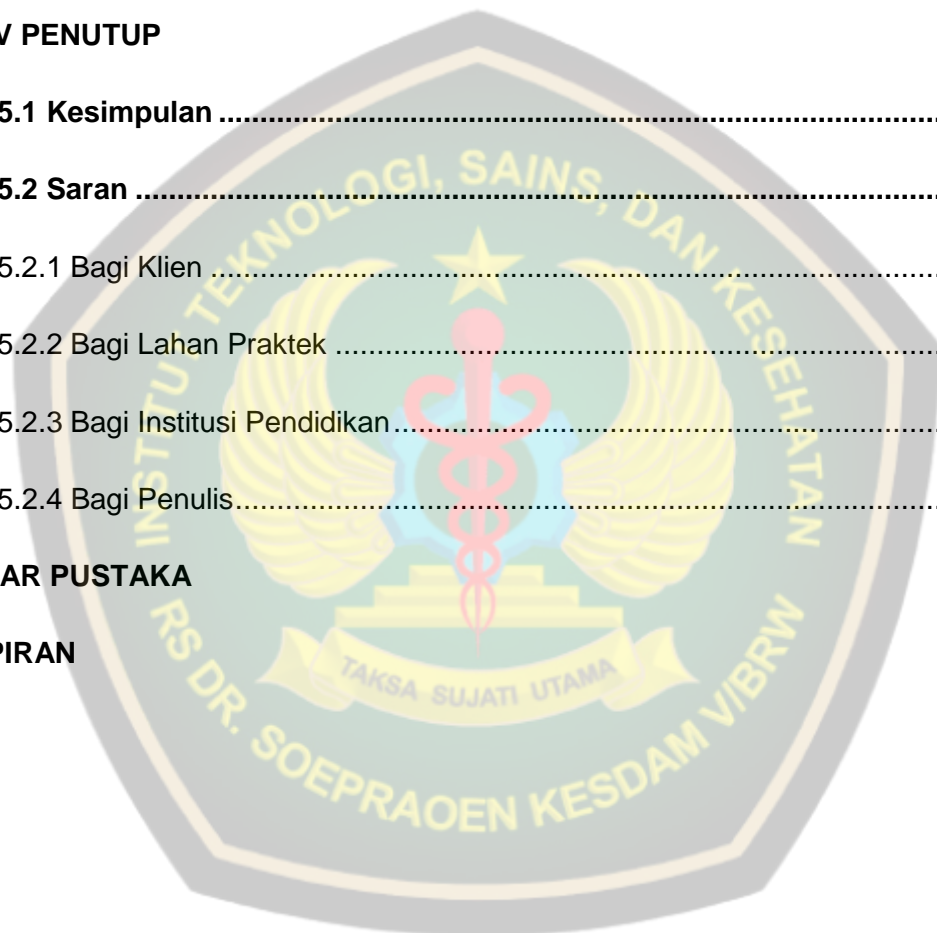 V PENUTUP
5.1 Kesimpulan ....................................................................................
5.2 Saran ................................................................................................
5.2.1 Bagi Klien ......................................................................................
5.2.2 Bagi Lahan Praktek .......................................................................
5.2.3 Bagi Institusi Pendidikan ..............................................................
5.2.4 Bagi Penulis ...................................................................................
AR PUSTAKA
PIRAN
INSTITUT TEKNOLOGI, SAINS, DAN KESEHATAN
TAKSA SUJATI UTAMA
RS DR. SOEPRAOEN KESDAM V/BRW